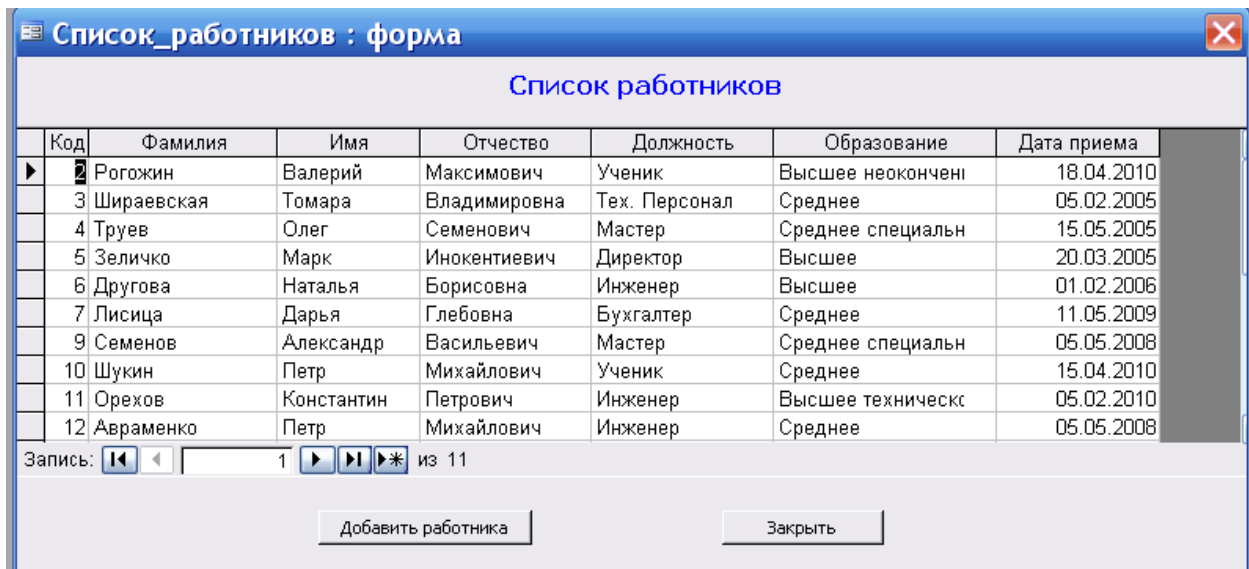 Список_работников : форма
Список работников
Код Фамилия Имя Отчество Должность Образование Дата приема
2 Рогожин Валерий Максимович Ученик Высшее неокончені 18.04.2010
3 Шираевская Томара Владимировна Тех. Персонал Среднее 05.02.2005
4 Труев Олег Семенович Мастер Среднее специальн 15.05.2005
5 Зеличко Марк Инокентиевич Директор Высшее 20.03.2005
6 Другова Наталья Борисовна Инженер Высшее 01.02.2006
7 Лисица Дарья Глебовна Бухгалтер Среднее 11.05.2009
9 Семенов Александр Васильевич Мастер Среднее специальн 05.05.2008
10 Шукин Петр Михайлович Ученик Среднее 15.04.2010
11 Орехов Константин Петрович Инженер Высшее техническо 05.02.2010
12 Авраменко Петр Михайлович Инженер Среднее 05.05.2008
Запись: 1 из 11
Добавить работника Закрыть